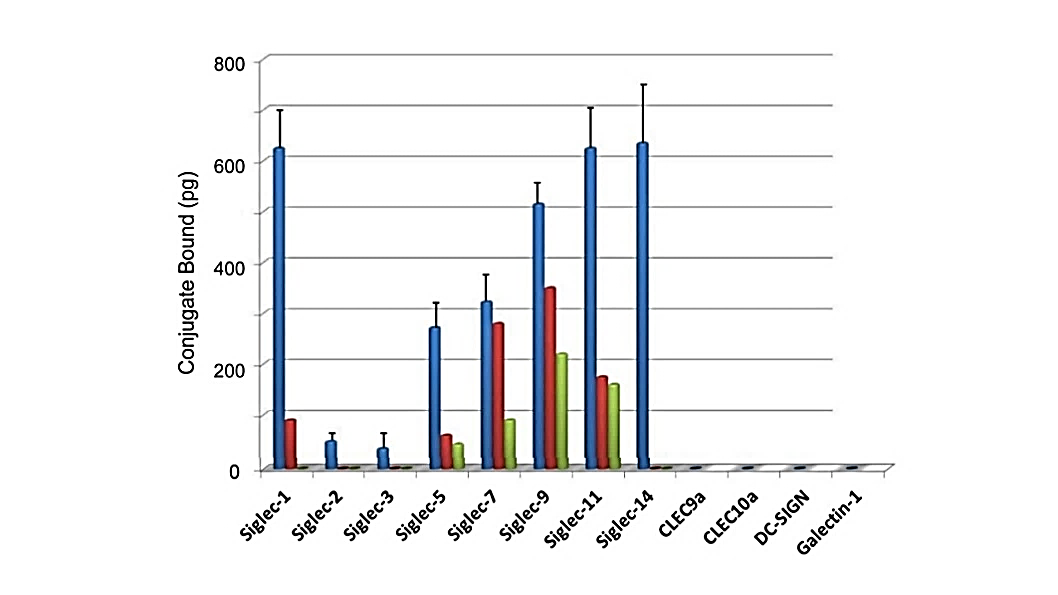 800
600
400
200
0
Conjugate Bound (pg)
Siglec-1
Siglec-2
Siglec-3
Siglec-5
Siglec-7
Siglec-9
Siglec-11
Siglec-14
CLEC9a
CLEC10a
DC-SIGN
Galectin-1